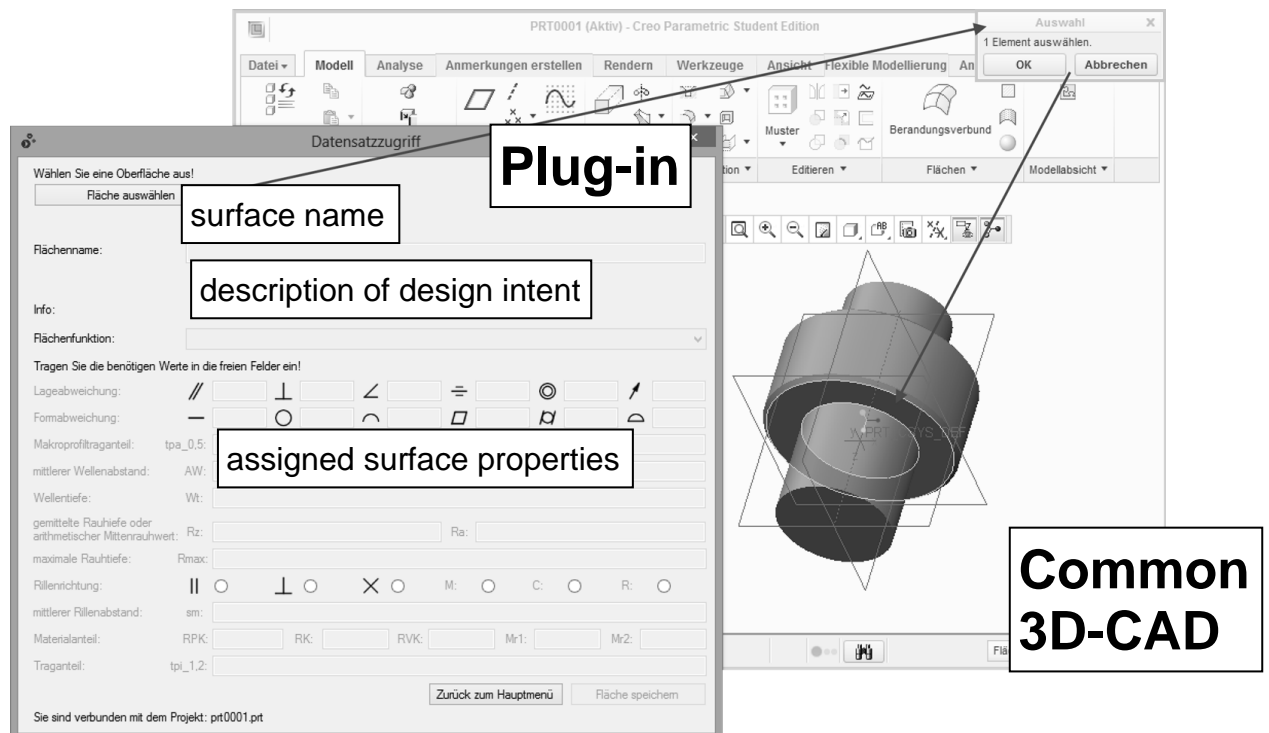 PRT0001 (Aktiv) - Creo Parametric Student Edition
Auswahl X
1 Element auswählen.
OK Abbrechen
Datei Modell Analyse Anmerkungen erstellen Rendern Werkzeuge Ansicht Flexible Modellierung An
Muster
Berandungsverbund
tion Editieren Flächen Modellabsicht
Datensatzzugriff
Plug-in
Wählen Sie eine Oberfläche aus!
Fläche auswählen
surface name
Flächenname:
description of design intent
Info:
Flächenfunktion:
Tragen Sie die benötigen Werte in die freien Felder ein!
Lageabweichung:
Formabweichung:
Makroprofiltraganteil: tpa_0,5:
assigned surface properties
mittlerer Wellenabstand: AW:
Wellentiefe: Wt:
gemittelte Rauhiefe oder
arithmetischer Mittenrauhwert: Rz: Ra:
maximale Rauhtiefe: Rmax:
Rillenrichtung: M: C: R:
mittlerer Rillenabstand: sm:
Materialanteil: RPK: RK: RVK: Mr1: Mr2:
Traganteil: tpi_1,2:
Zurück zum Hauptmenü Fläche speichern
Sie sind verbunden mit dem Projekt: prt0001.prt
Common
3D-CAD
Flä